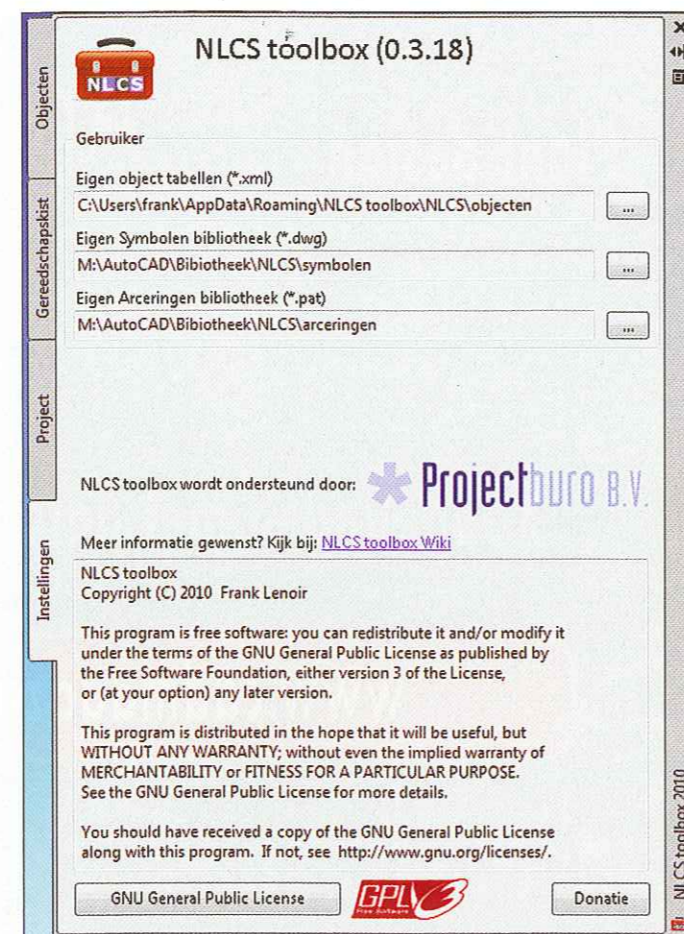 NLCS toolbox (0.3.18)
NLCS
Objecten
Gereedschapskist
Project
Instellingen
Gebruiker
Eigen object tabellen (*.xml)
C:\Users\frank\AppData\Roaming\NLCS toolbox\NLCS\objecten
...
Eigen Symbolen bibliotheek (*.dwg)
M:\AutoCAD\Bibiotheek\NLCS\symbolen
...
Eigen Arceringen bibliotheek (*.pat)
M:\AutoCAD\Bibiotheek\NLCS\arceringen
...
NLCS toolbox wordt ondersteund door:
Projectburo B.V.
Meer informatie gewenst? Kijk bij: NLCS toolbox Wiki
NLCS toolbox
Copyright (C) 2010 Frank Lenoir
This program is free software: you can redistribute it and/or modify it
under the terms of the GNU General Public License as published by
the Free Software Foundation, either version 3 of the License,
or (at your option) any later version.
This program is distributed in the hope that it will be useful, but
WITHOUT ANY WARRANTY; without even the implied warranty of
MERCHANTABILITY or FITNESS FOR A PARTICULAR PURPOSE.
See the GNU General Public License for more details.
You should have received a copy of the GNU General Public License
along with this program. If not, see http://www.gnu.org/licenses/.
GNU General Public License
GPLv3
Free Software
Donatie
NLCS toolbox 2010